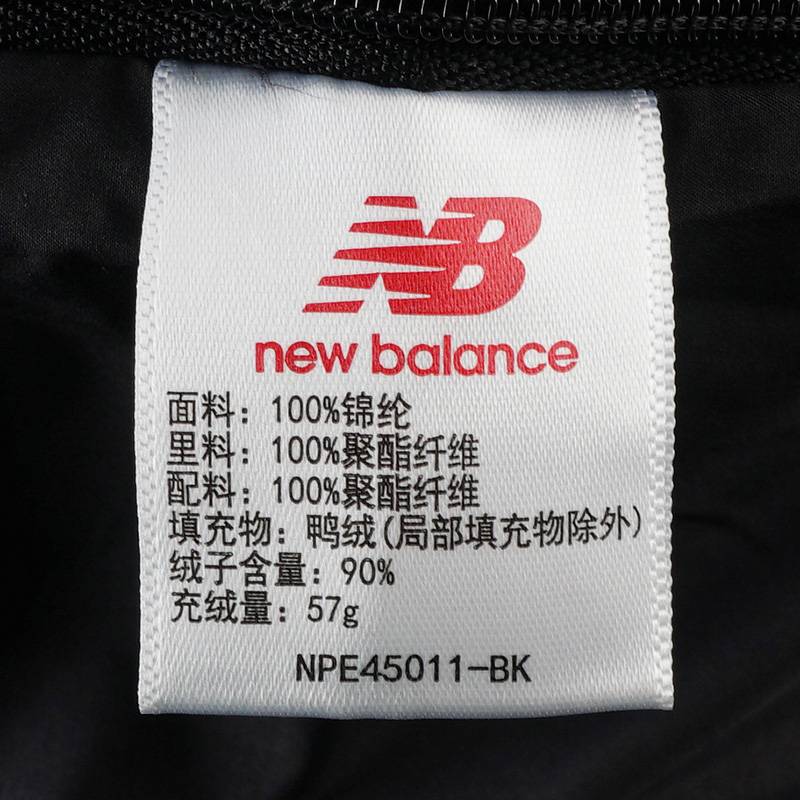 NB
new balance
面料：100%锦纶
里料：100%聚酯纤维
配料：100%聚酯纤维
填充物：鸭绒(局部填充物除外)
绒子含量：90%
充绒量：57g
NPE45011-BK